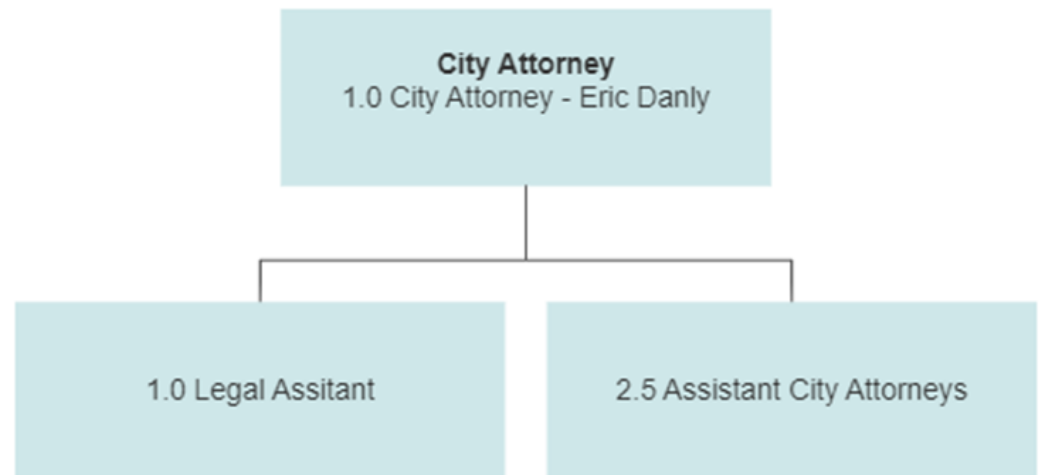 City Attorney
1.0 City Attorney - Eric Danly
1.0 Legal Assitant
2.5 Assistant City Attorneys